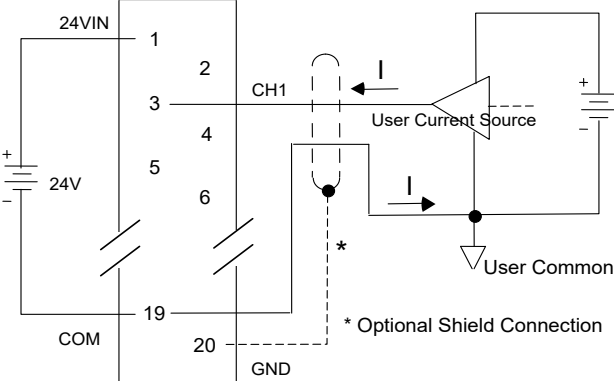 24VIN
1
2
I
CH1
3
+
User Current Source
4
−
+
5
24V
6
−
I
*
User Common
19
* Optional Shield Connection
COM
20
GND